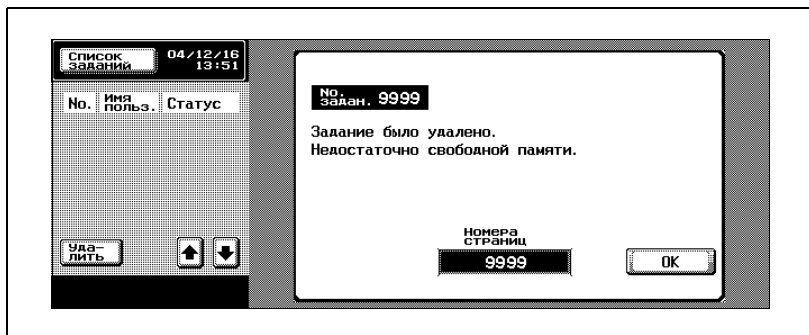 Список
заданий
04/12/16
13:51
No.
Имя
польз.
Статус
Уда-
лить
No.
задан. 9999
Задание было удалено.
Недостаточно свободной памяти.
Номера
страниц
9999
OK